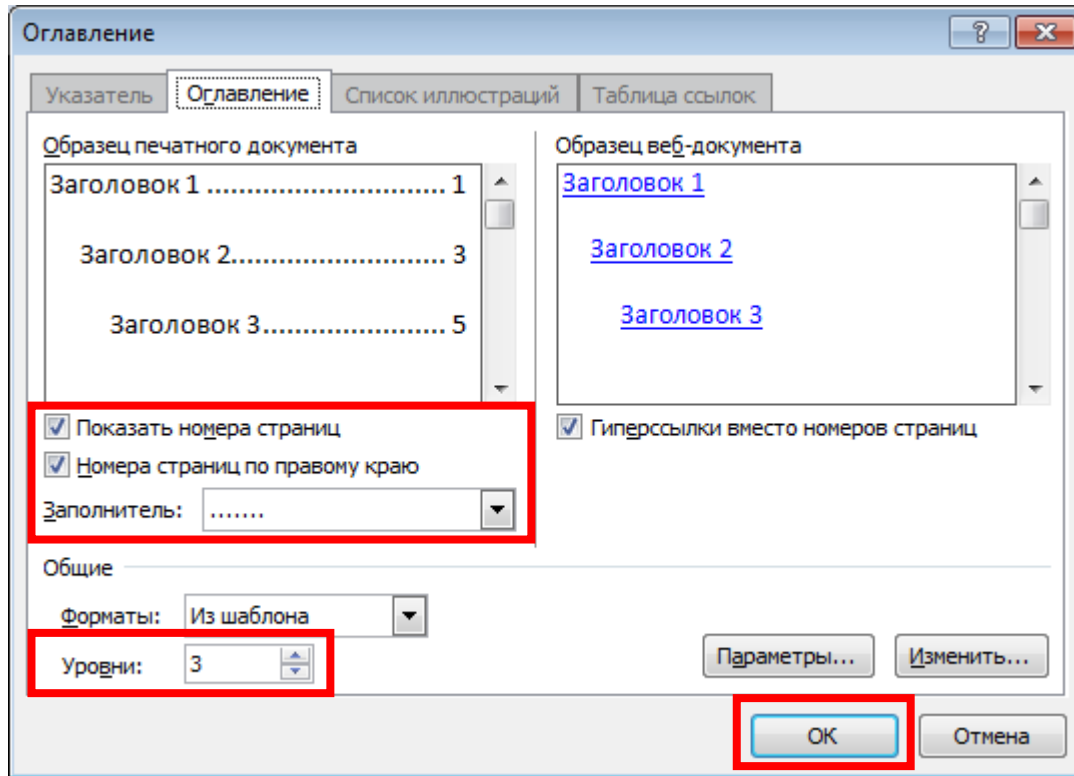 Оглавление
Указатель Оглавление Список иллюстраций Таблица ссылок
Образец печатного документа
Заголовок 1 ............................. 1
Заголовок 2.......................... 3
Заголовок 3...................... 5
Образец веб-документа
Заголовок 1
Заголовок 2
Заголовок 3
Показать номера страниц
Номера страниц по правому краю
Заполнитель: .......
Гиперссылки вместо номеров страниц
Общие
Форматы: Из шаблона
Уровни: 3
Параметры... Изменить...
ОК Отмена